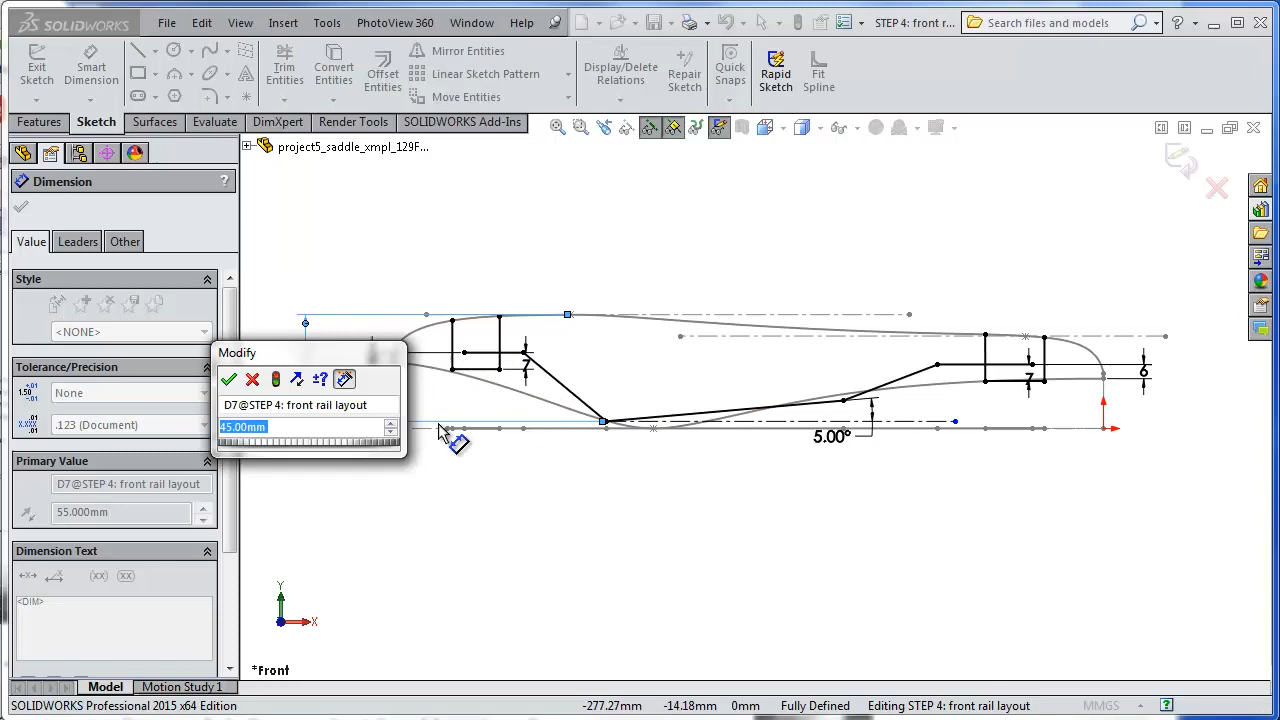 SOLIDWORKS File Edit View Insert Tools PhotoView 360 Window Help STEP 4: front r... Search files and models
Exit Sketch
Smart Dimension
Trim Entities
Convert Entities
Offset Entities
Mirror Entities
Linear Sketch Pattern
Move Entities
Display/Delete Relations
Repair Sketch
Quick Snaps
Rapid Sketch
Fit Spline
Features Sketch Surfaces Evaluate DimXpert Render Tools SOLIDWORKS Add-Ins
project5_saddle_xmpl_129F...
Dimension ?
Value Leaders Other
Style
<NONE>
Tolerance/Precision
None
.123 (Document)
Primary Value
D7@STEP 4: front rail layout
55.000mm
Dimension Text
(xx) (xx)
<DIM>
Modify
D7@STEP 4: front rail layout
45.00mm
7
7
6
5.00°
Y
X
*Front
Model Motion Study 1
SOLIDWORKS Professional 2015 x64 Edition -277.27mm -14.18mm 0mm Fully Defined Editing STEP 4: front rail layout MMGS